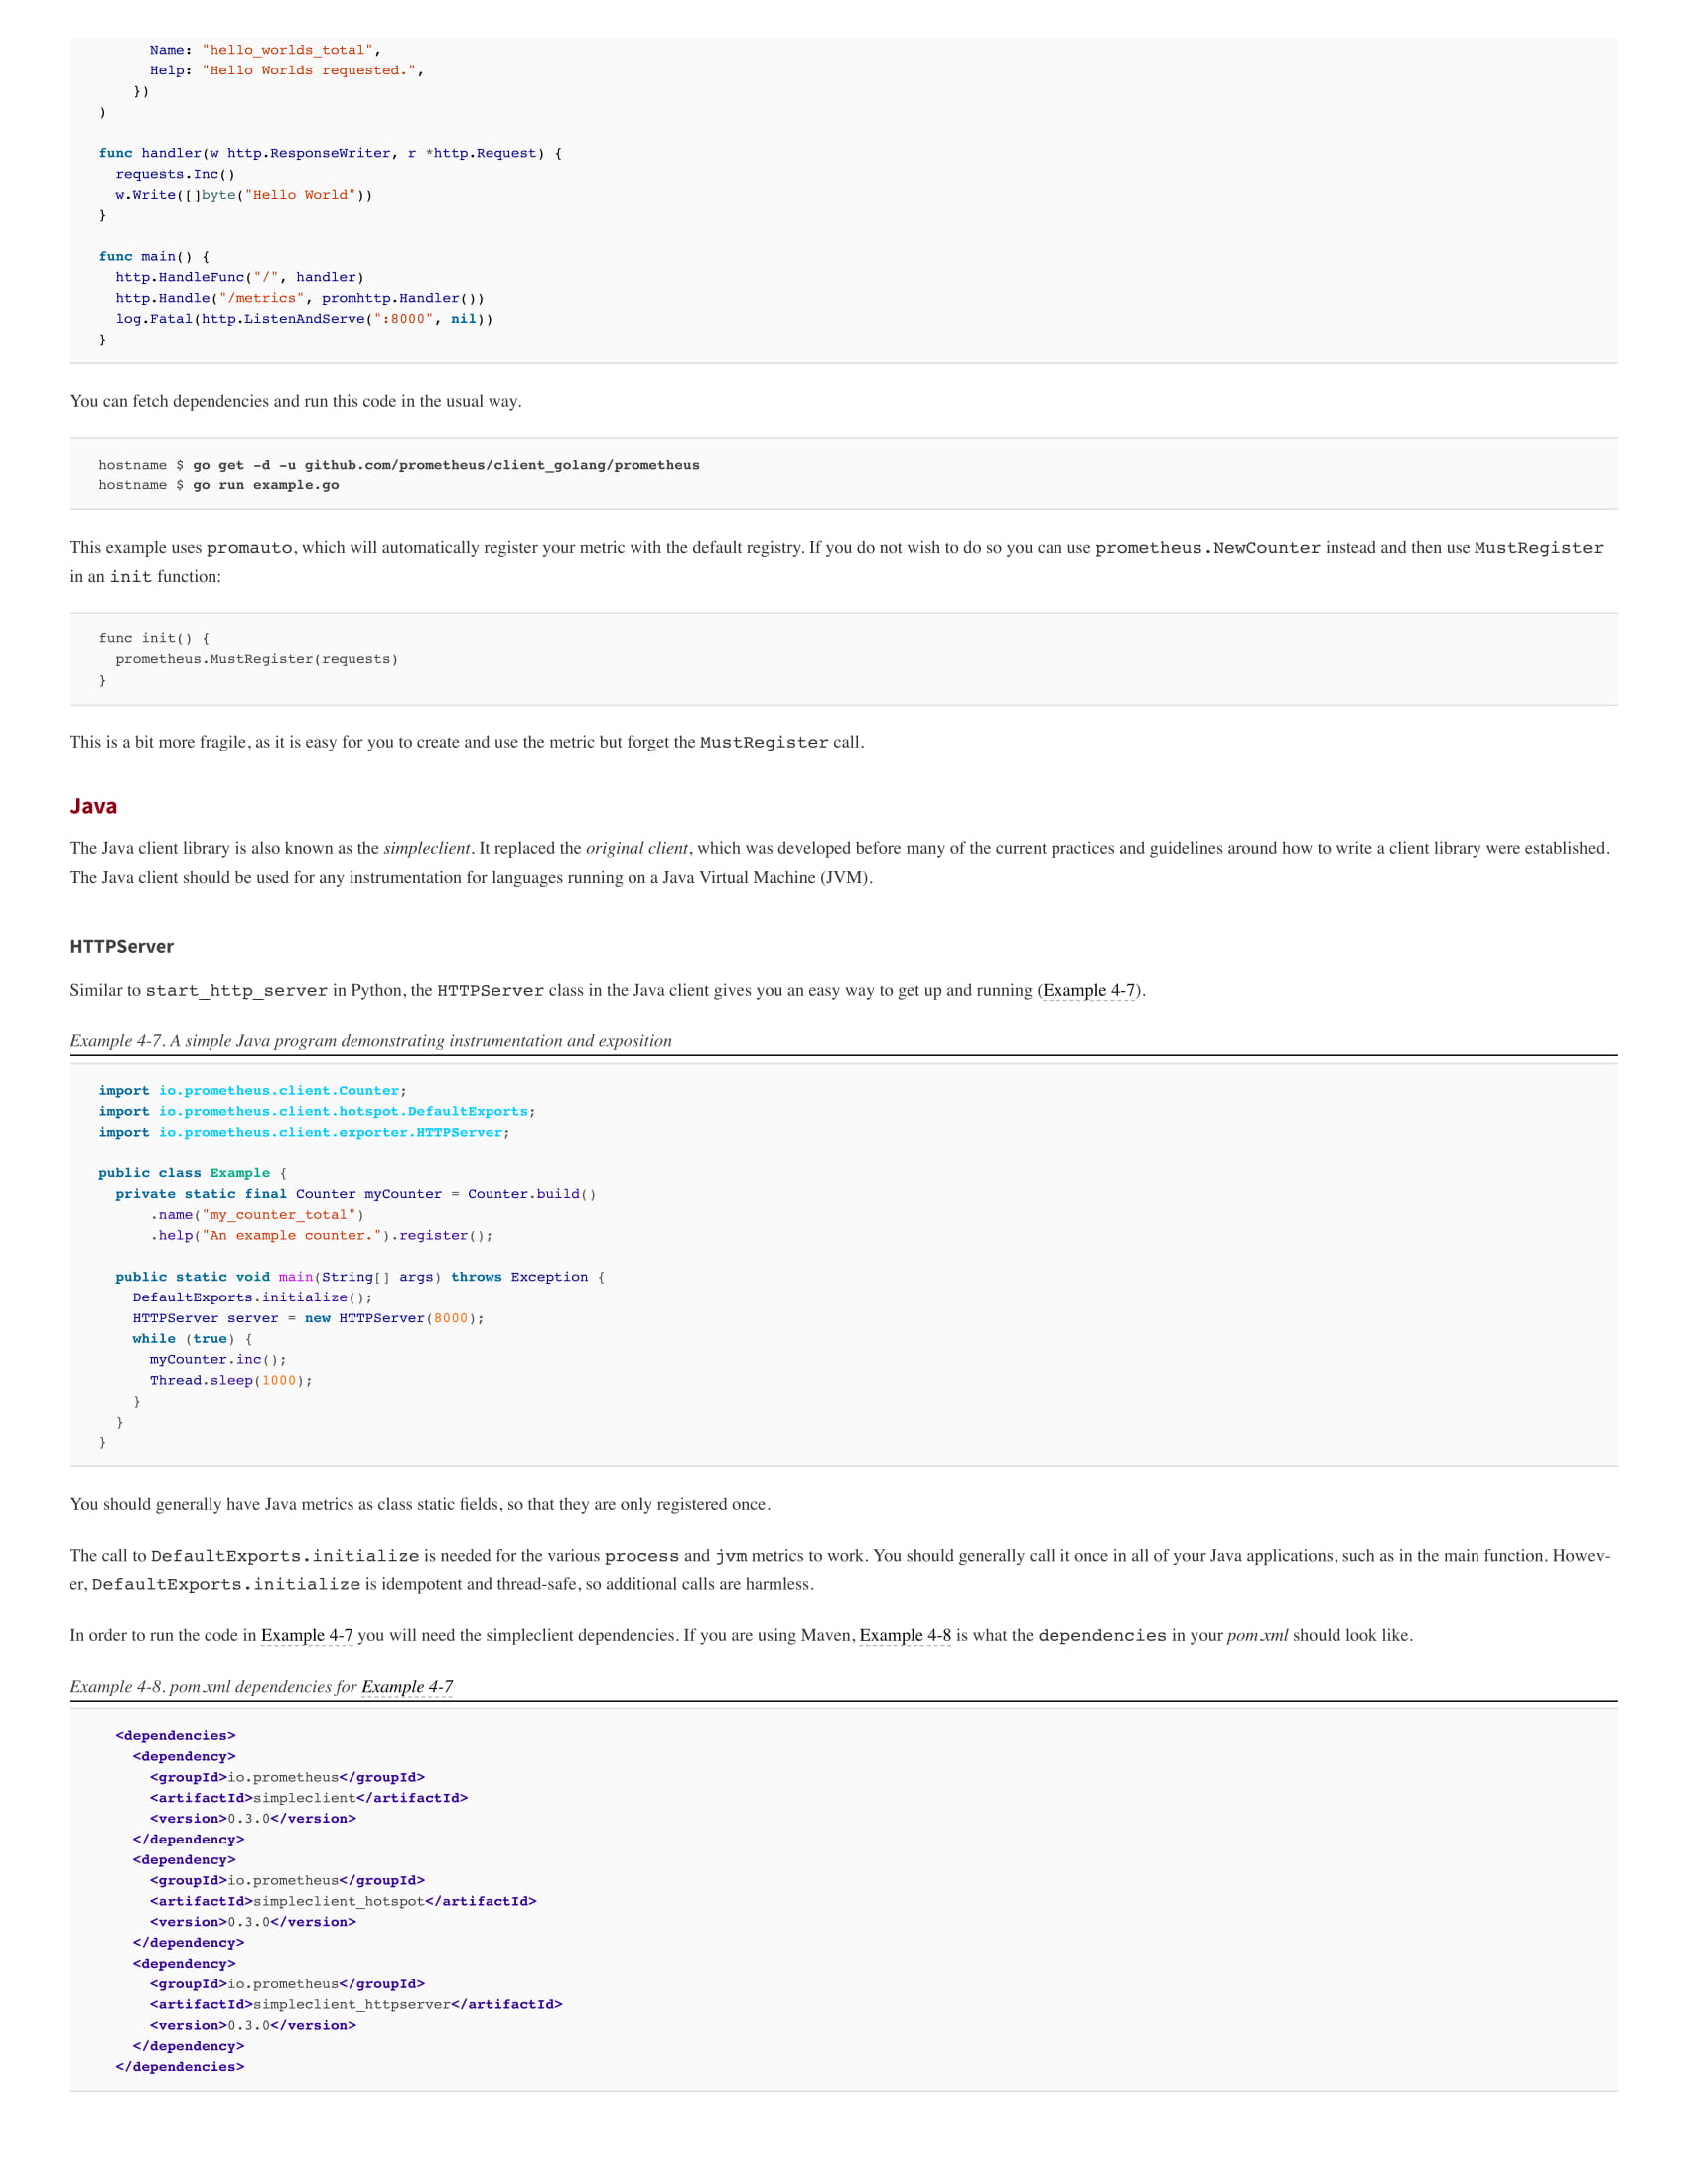 Name: "hello_worlds_total",
      Help: "Hello Worlds requested.",
    })
)

func handler(w http.ResponseWriter, r *http.Request) {
  requests.Inc()
  w.Write([]byte("Hello World"))
}

func main() {
  http.HandleFunc("/", handler)
  http.Handle("/metrics", promhttp.Handler())
  log.Fatal(http.ListenAndServe(":8000", nil))
}
You can fetch dependencies and run this code in the usual way.
hostname $ go get -d -u github.com/prometheus/client_golang/prometheus
hostname $ go run example.go
This example uses promauto, which will automatically register your metric with the default registry. If you do not wish to do so you can use prometheus.NewCounter instead and then use MustRegister
in an init function:
func init() {
  prometheus.MustRegister(requests)
}
This is a bit more fragile, as it is easy for you to create and use the metric but forget the MustRegister call.
Java
The Java client library is also known as the simpleclient. It replaced the original client, which was developed before many of the current practices and guidelines around how to write a client library were established.
The Java client should be used for any instrumentation for languages running on a Java Virtual Machine (JVM).
HTTPServer
Similar to start_http_server in Python, the HTTPServer class in the Java client gives you an easy way to get up and running (Example 4-7).
Example 4-7. A simple Java program demonstrating instrumentation and exposition
import io.prometheus.client.Counter;
import io.prometheus.client.hotspot.DefaultExports;
import io.prometheus.client.exporter.HTTPServer;

public class Example {
  private static final Counter myCounter = Counter.build()
      .name("my_counter_total")
      .help("An example counter.").register();

  public static void main(String[] args) throws Exception {
    DefaultExports.initialize();
    HTTPServer server = new HTTPServer(8000);
    while (true) {
      myCounter.inc();
      Thread.sleep(1000);
    }
  }
}
You should generally have Java metrics as class static fields, so that they are only registered once.
The call to DefaultExports.initialize is needed for the various process and jvm metrics to work. You should generally call it once in all of your Java applications, such as in the main function. Howev-
er, DefaultExports.initialize is idempotent and thread-safe, so additional calls are harmless.
In order to run the code in Example 4-7 you will need the simpleclient dependencies. If you are using Maven, Example 4-8 is what the dependencies in your pom.xml should look like.
Example 4-8. pom.xml dependencies for Example 4-7
  <dependencies>
    <dependency>
      <groupId>io.prometheus</groupId>
      <artifactId>simpleclient</artifactId>
      <version>0.3.0</version>
    </dependency>
    <dependency>
      <groupId>io.prometheus</groupId>
      <artifactId>simpleclient_hotspot</artifactId>
      <version>0.3.0</version>
    </dependency>
    <dependency>
      <groupId>io.prometheus</groupId>
      <artifactId>simpleclient_httpserver</artifactId>
      <version>0.3.0</version>
    </dependency>
  </dependencies>